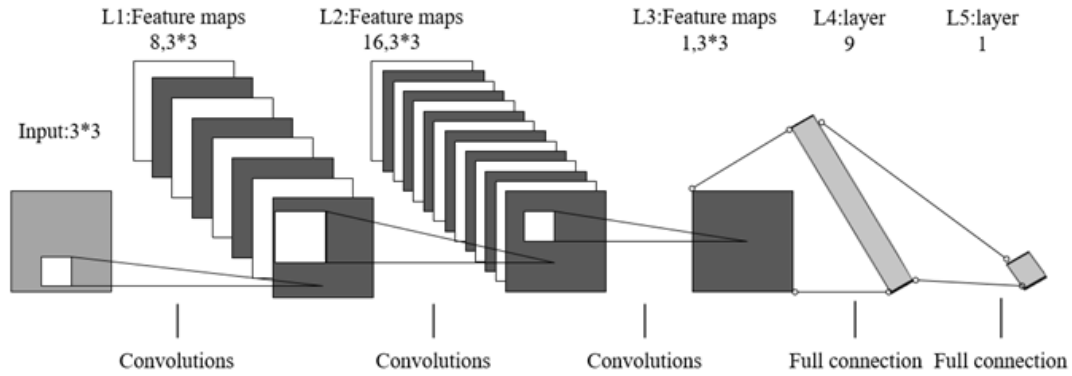 L1:Feature maps
8,3*3
L2:Feature maps
16,3*3
L3:Feature maps
1,3*3
L4:layer
9
L5:layer
1
Input:3*3
Convolutions
Convolutions
Convolutions
Full connection
Full connection